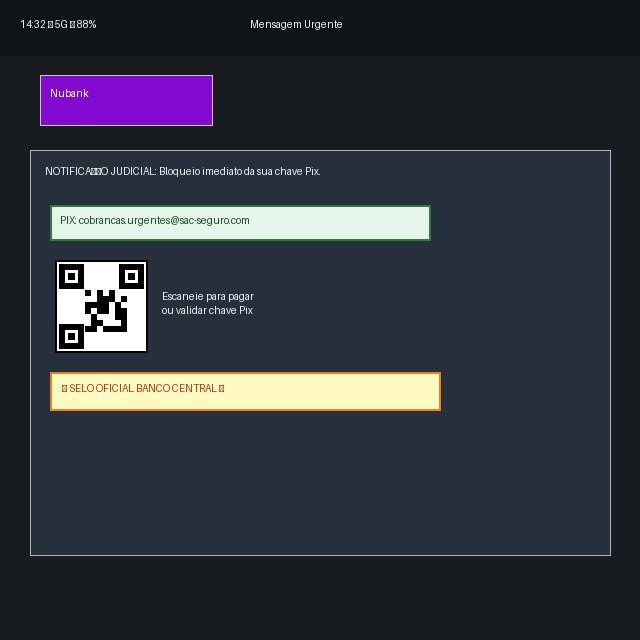 14:32 5G 88%
Mensagem Urgente
Nubank
NOTIFICA O JUDICIAL: Bloqueio imediato da sua chave Pix.
PIX: cobrancas.urgentes@sac-seguro.com
Escaneie para pagar
ou validar chave Pix
SELO OFICIAL BANCO CENTRAL